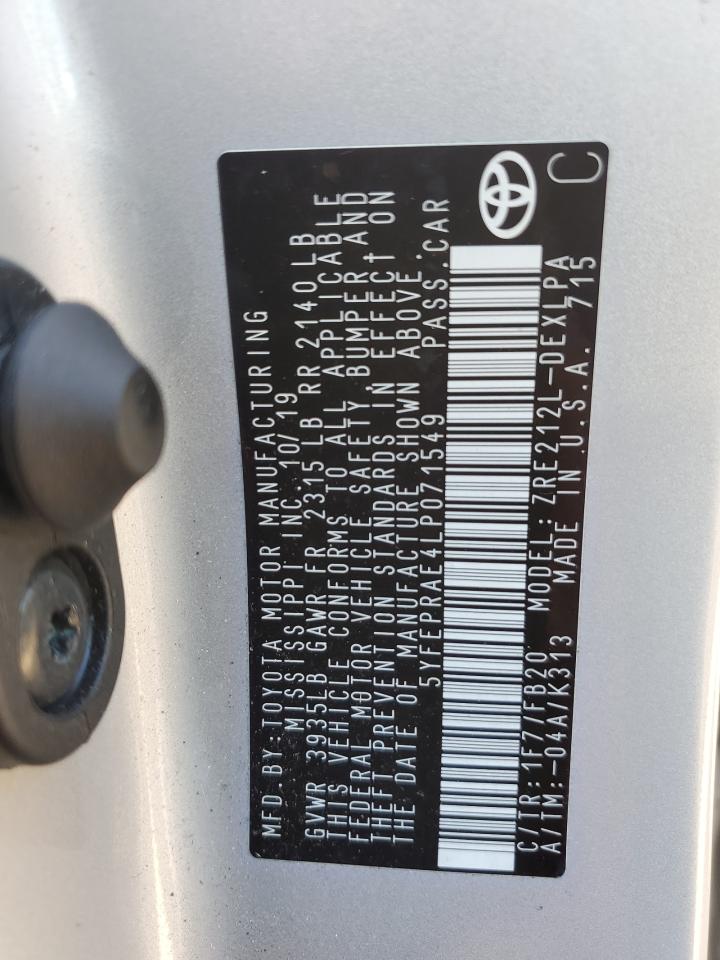 MFD. BY: TOYOTA MOTOR MANUFACTURING
MISSISSIPPI INC. 10/19
GVWR 3935LB GAWR FR 2315 LB RR 2140LB
THIS VEHICLE CONFORMS TO ALL APPLICABLE
FEDERAL MOTOR VEHICLE SAFETY, BUMPER AND
THEFT PREVENTION STANDARDS IN EFFECT ON
THE DATE OF MANUFACTURE SHOWN ABOVE.
5YFEPRAE4LP071549 PASS.CAR
C/TR: 1F7/FB20 MODEL: ZRE212L-DEXLPA
A/TM: -04A/K313 MADE IN U.S.A. 715
C